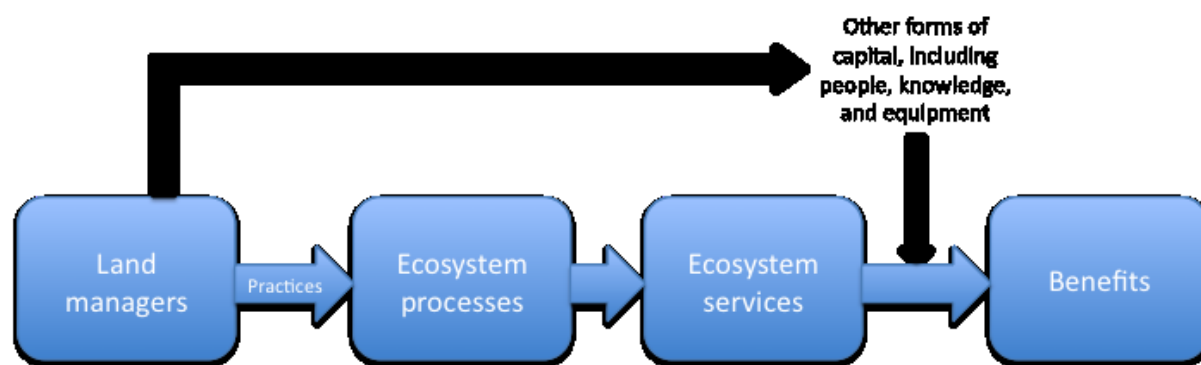 Other forms of
capital, including
people, knowledge,
and equipment
Land
managers
Practices
Ecosystem
processes
Ecosystem
services
Benefits